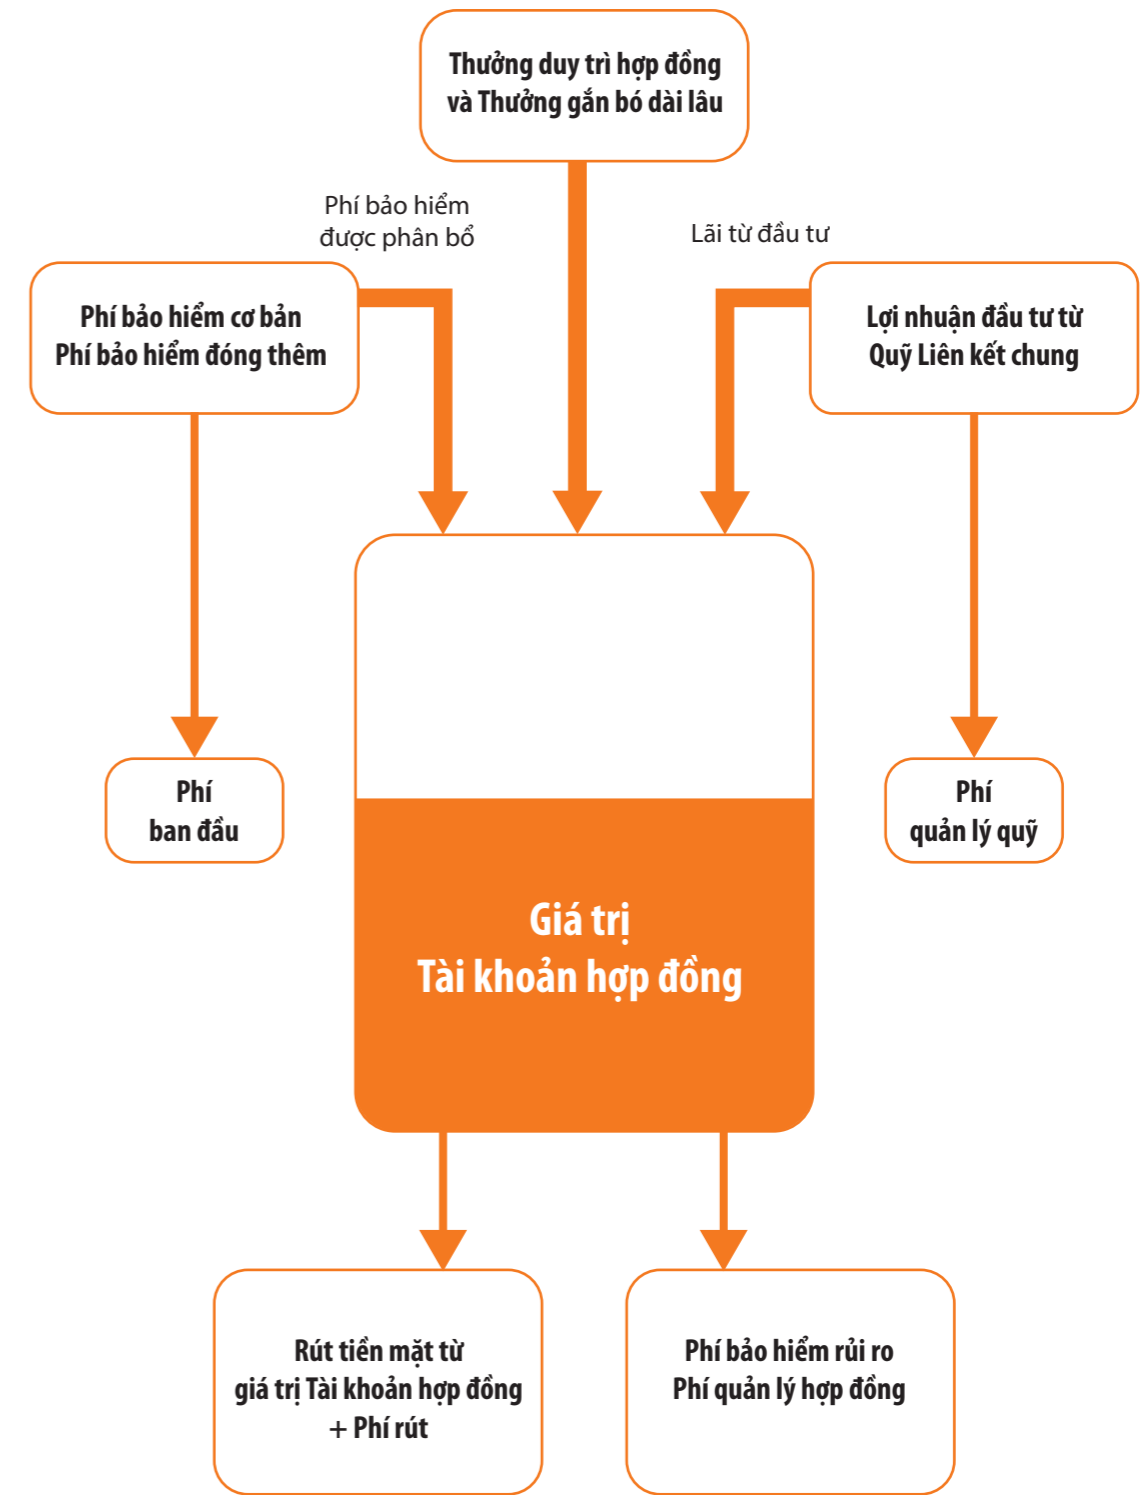 Thưởng duy trì hợp đồng
và Thưởng gắn bó dài lâu
Phí bảo hiểm
được phân bổ
Lãi từ đầu tư
Phí bảo hiểm cơ bản
Phí bảo hiểm đóng thêm
Lợi nhuận đầu tư từ
Quỹ Liên kết chung
Phí
ban đầu
Phí
quản lý quỹ
Giá trị
Tài khoản hợp đồng
Rút tiền mặt từ
giá trị Tài khoản hợp đồng
+ Phí rút
Phí bảo hiểm rủi ro
Phí quản lý hợp đồng